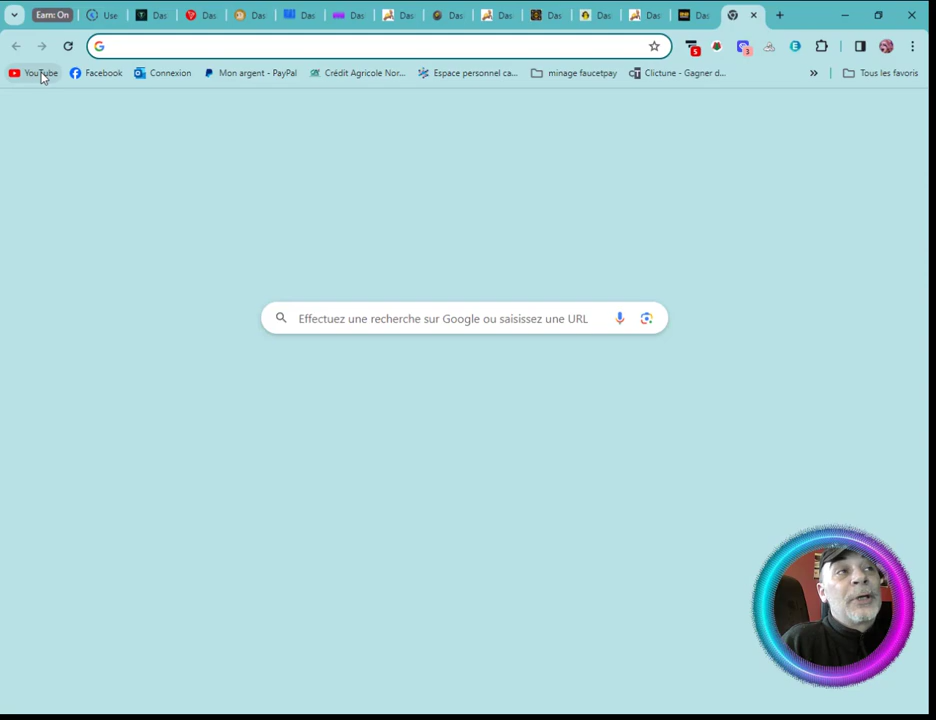 Earn: On Use Das Das Das Das Das Das Das Das Das Das Das Das
YouTube Facebook Connexion Mon argent - PayPal Crédit Agricole Nor... Espace personnel ca... minage faucetpay Clictune - Gagner d... » Tous les favoris
3
Effectuez une recherche sur Google ou saisissez une URL